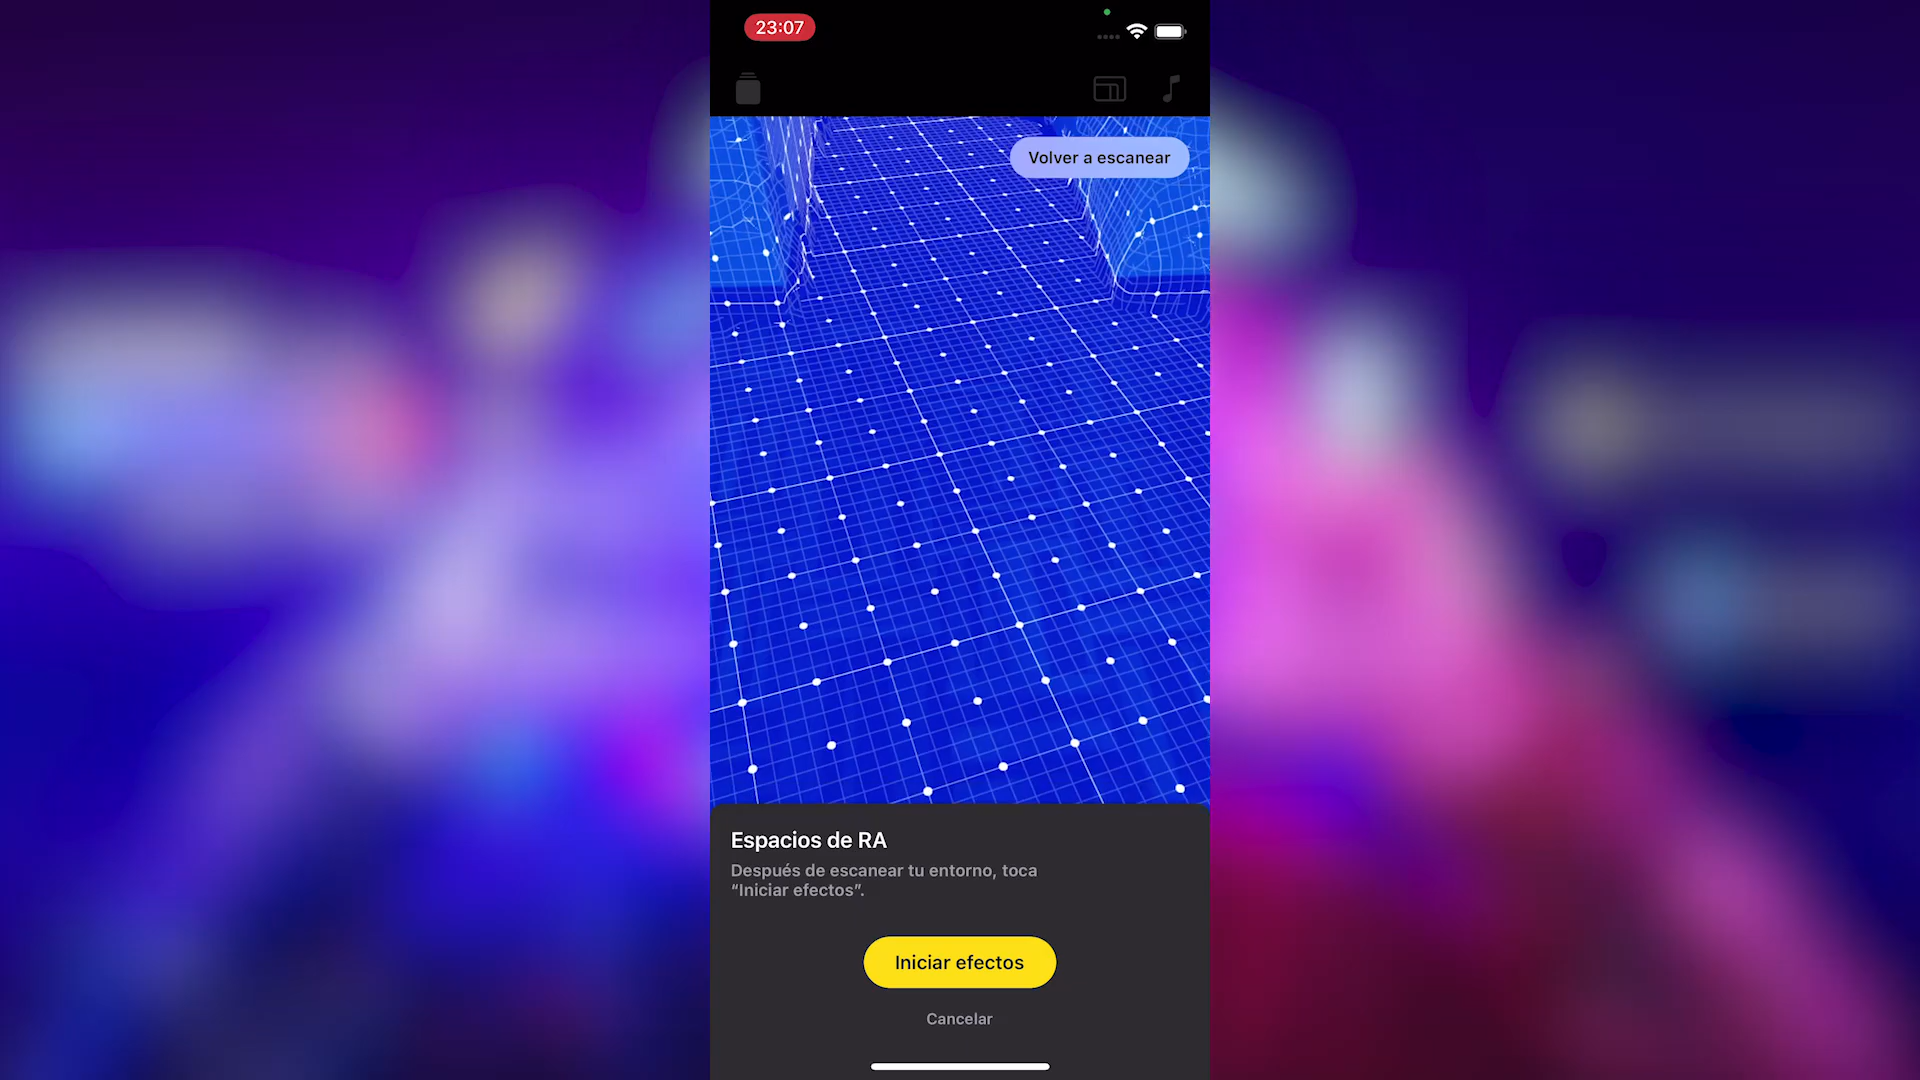 23:07
Volver a escanear
Espacios de RA
Después de escanear tu entorno, toca
“Iniciar efectos”.
Iniciar efectos
Cancelar